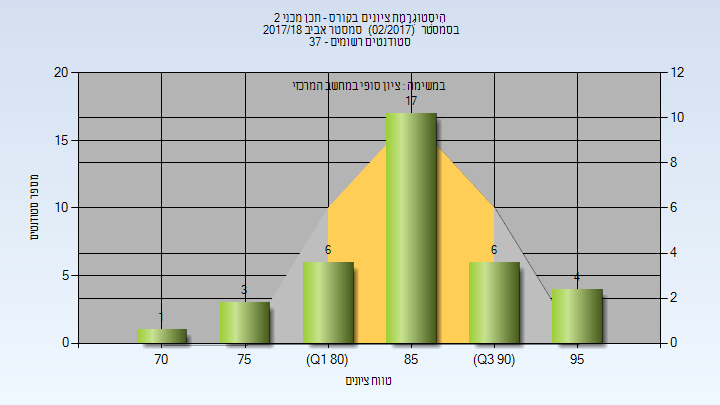 היסטוגרמת ציונים בקורס - תכן מכני 2
בסמסטר (02/2017) סמסטר אביב 2017/18
סטודנטים רשומים - 37
במשימה : ציון סופי במחשב המרכזי
מספר סטודנטים
20
15
10
5
0
12
10
8
6
4
2
0
1
3
6
17
6
4
70
75
(Q1 80)
85
(Q3 90)
95
טווח ציונים